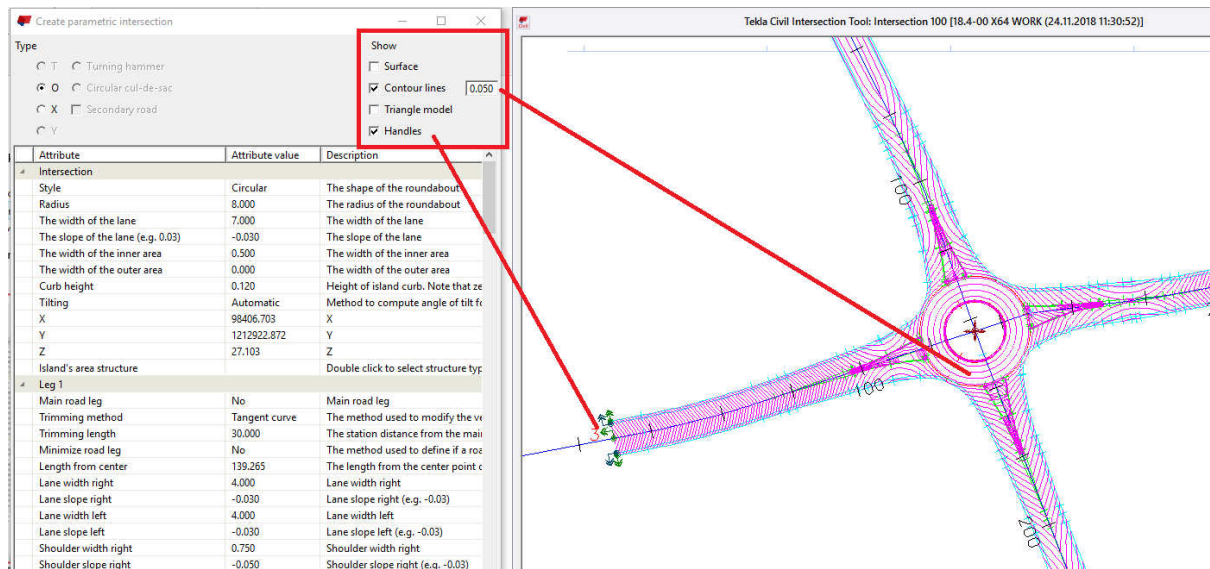 Create parametric intersection
Type
T Turning hammer
O Circular cul-de-sac
X Secondary road
Y
Show
Surface
Contour lines 0.050
Triangle model
Handles
Attribute Attribute value Description
Intersection
Style Circular The shape of the roundabout
Radius 8.000 The radius of the roundabout
The width of the lane 7.000 The width of the lane
The slope of the lane (e.g. 0.03) -0.030 The slope of the lane
The width of the inner area 0.500 The width of the inner area
The width of the outer area 0.000 The width of the outer area
Curb height 0.120 Height of island curb. Note that ze
Tilting Automatic Method to compute angle of tilt fo
X 98406.703 X
Y 1212922.872 Y
Z 27.103 Z
Island's area structure Double click to select structure typ
Leg 1
Main road leg No Main road leg
Trimming method Tangent curve The method used to modify the ve
Trimming length 30.000 The station distance from the mai
Minimize road leg No The method used to define if a roa
Length from center 139.265 The length from the center point o
Lane width right 4.000 Lane width right
Lane slope right -0.030 Lane slope right (e.g. -0.03)
Lane width left 4.000 Lane width left
Lane slope left -0.030 Lane slope left (e.g. -0.03)
Shoulder width right 0.750 Shoulder width right
Shoulder slope right -0.050 Shoulder slope right (e.g. -0.03)
Tekla Civil Intersection Tool: Intersection 100 [18.4-00 X64 WORK (24.11.2018 11:30:52)]
100
100
3
200